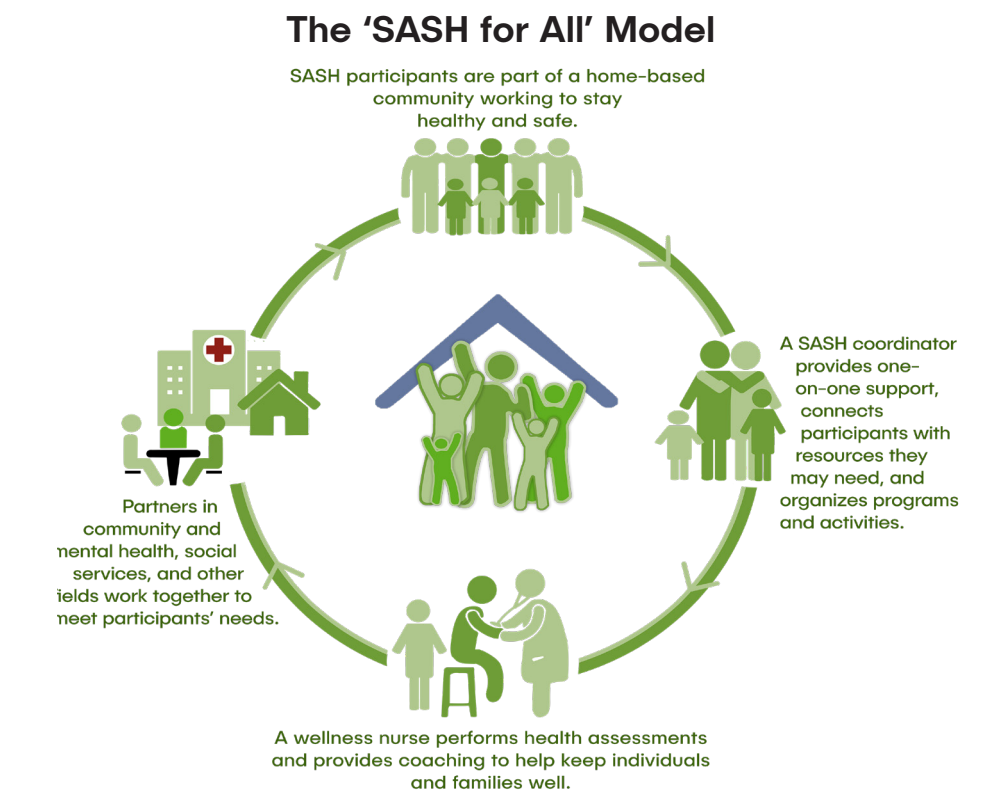 The ‘SASH for All’ Model
SASH participants are part of a home-based
community working to stay
healthy and safe.
A SASH coordinator
provides one-
on-one support,
connects
participants with
resources they
may need, and
organizes programs
and activities.
A wellness nurse performs health assessments
and provides coaching to help keep individuals
and families well.
Partners in
community and
mental health, social
services, and other
fields work together to
meet participants’ needs.